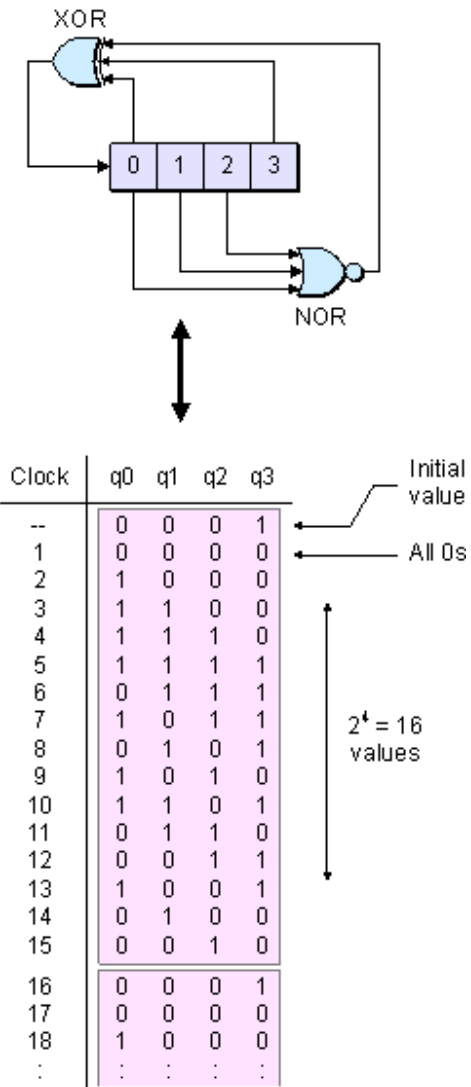 XOR
0 1 2 3
NOR
Clock q0 q1 q2 q3
Initial value
-- 0 0 0 1
1 0 0 0 0
All 0s
2 1 0 0 0
3 1 1 0 0
4 1 1 1 0
5 1 1 1 1
6 0 1 1 1
7 1 0 1 1
2⁴ = 16
values
8 0 1 0 1
9 1 0 1 0
10 1 1 0 1
11 0 1 1 0
12 0 0 1 1
13 1 0 0 1
14 0 1 0 0
15 0 0 1 0
16 0 0 0 1
17 0 0 0 0
18 1 0 0 0
: : : : :